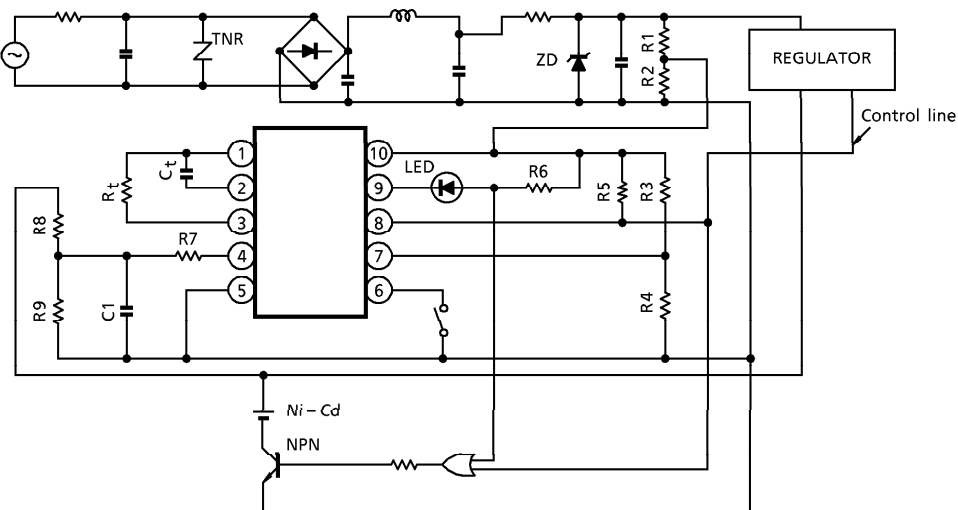 TNR
ZD
R1
R2
REGULATOR
Control line
1
2
3
4
5
10
9
8
7
6
Ct
Rt
R8
R7
R9
C1
LED
R6
R5
R3
R4
Ni – Cd
NPN